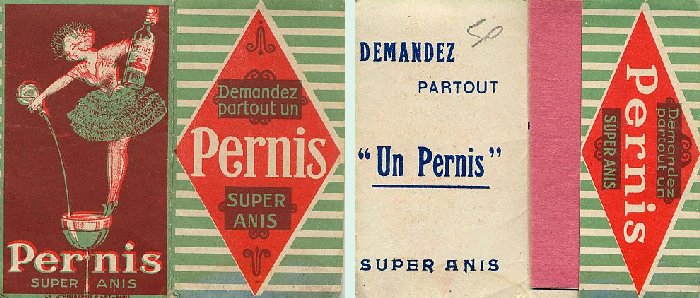 Pernis
SUPER ANIS
Demandez
partout un
Pernis
SUPER
ANIS
DEMANDEZ
PARTOUT
"Un Pernis"
SUPER ANIS
Demandez
partout un
Pernis
SUPER ANIS